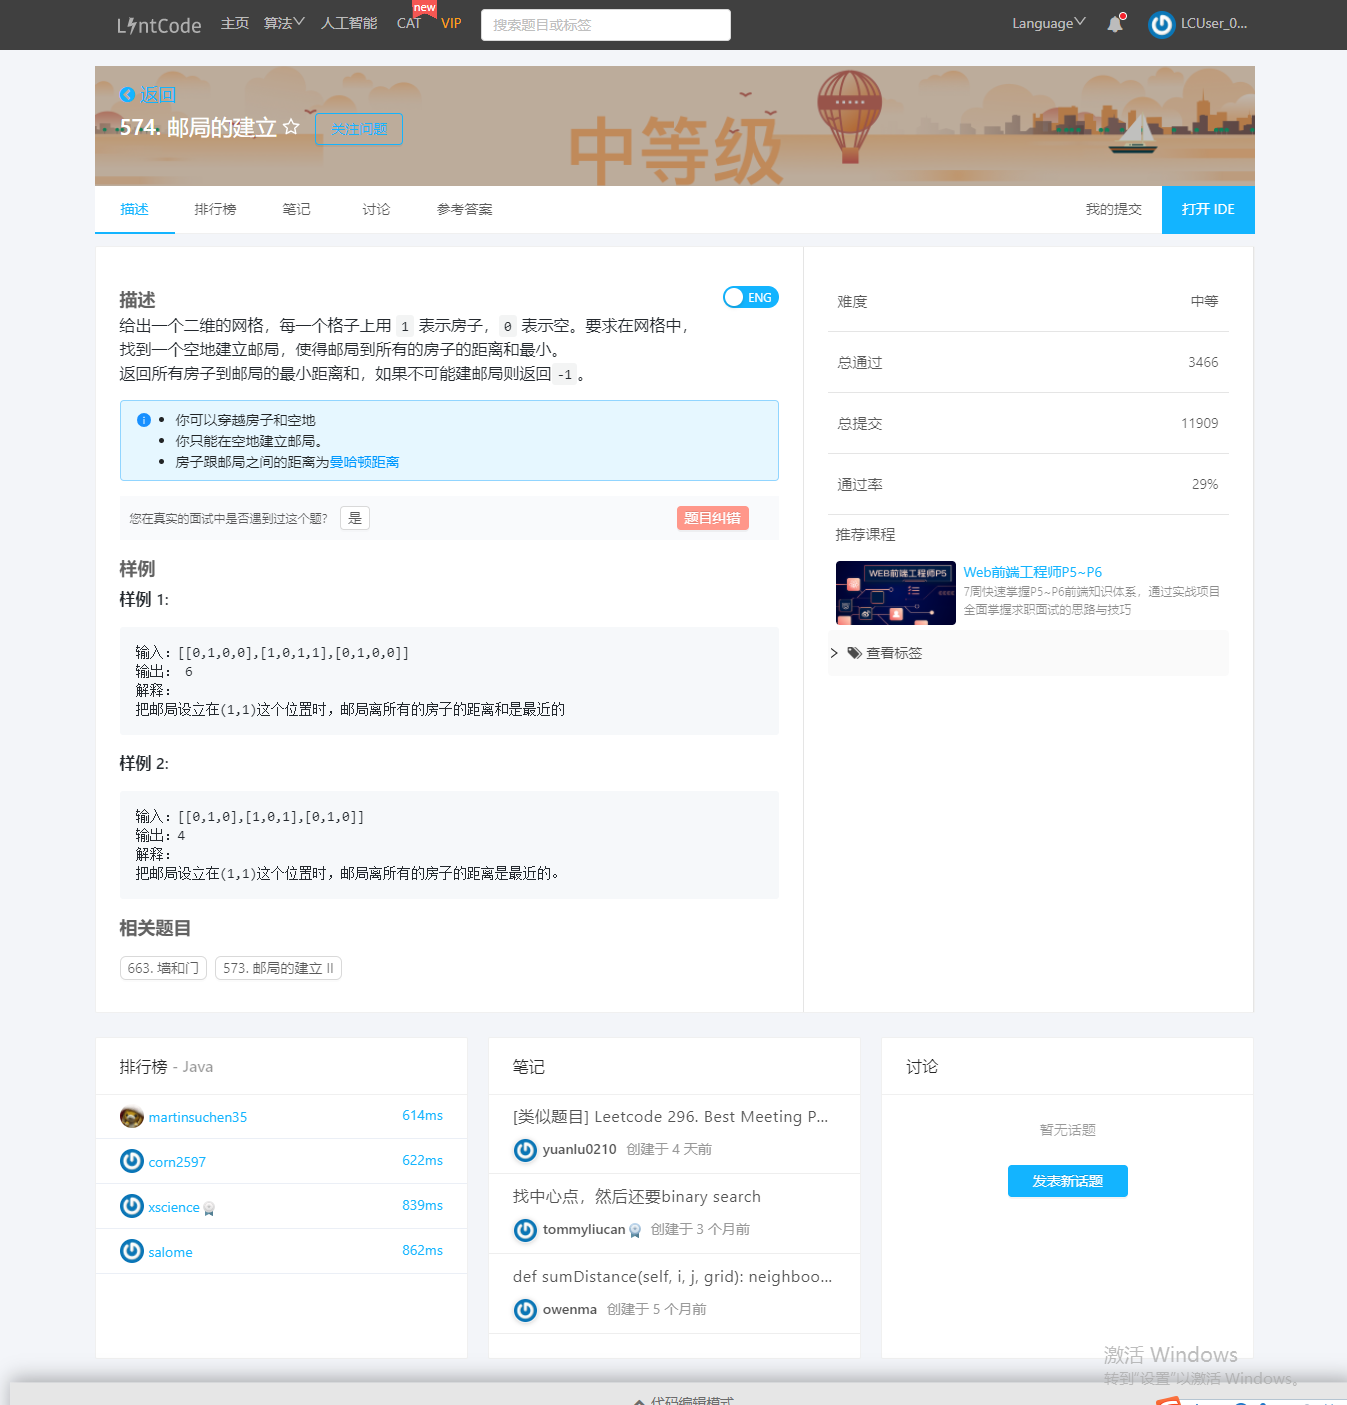 LintCode 主页 算法 人工智能 CAT new VIP 搜索题目或标签 Language LCUser_0...
返回
574. 邮局的建立 关注问题
中等级
描述 排行榜 笔记 讨论 参考答案 我的提交 打开 IDE
描述 ENG
给出一个二维的网格，每一个格子上用 1 表示房子，0 表示空。要求在网格中，
找到一个空地建立邮局，使得邮局到所有的房子的距离和最小。
返回所有房子到邮局的最小距离和，如果不可能建邮局则返回 -1 。
你可以穿越房子和空地
你只能在空地建立邮局。
房子跟邮局之间的距离为曼哈顿距离
您在真实的面试中是否遇到过这个题？ 是 题目纠错
样例
样例 1:
输入：[[0,1,0,0],[1,0,1,1],[0,1,0,0]]
输出： 6
解释：
把邮局设立在(1,1)这个位置时，邮局离所有的房子的距离和是最近的
样例 2:
输入：[[0,1,0],[1,0,1],[0,1,0]]
输出：4
解释：
把邮局设立在(1,1)这个位置时，邮局离所有的房子的距离是最近的。
相关题目
663. 墙和门 573. 邮局的建立 II
难度 中等
总通过 3466
总提交 11909
通过率 29%
推荐课程
WEB前端工程师P5
Web前端工程师P5~P6
7周快速掌握P5~P6前端知识体系，通过实战项目
全面掌握求职面试的思路与技巧
查看标签
排行榜 - Java
martinsuchen35 614ms
corn2597 622ms
xscience 839ms
salome 862ms
笔记
[类似题目] Leetcode 296. Best Meeting P...
yuanlu0210 创建于 4 天前
找中心点，然后还要binary search
tommyliucan 创建于 3 个月前
def sumDistance(self, i, j, grid): neighboo...
owenma 创建于 5 个月前
讨论
暂无话题
发表新话题
激活 Windows
转到"设置"以激活 Windows。
代码编辑模式